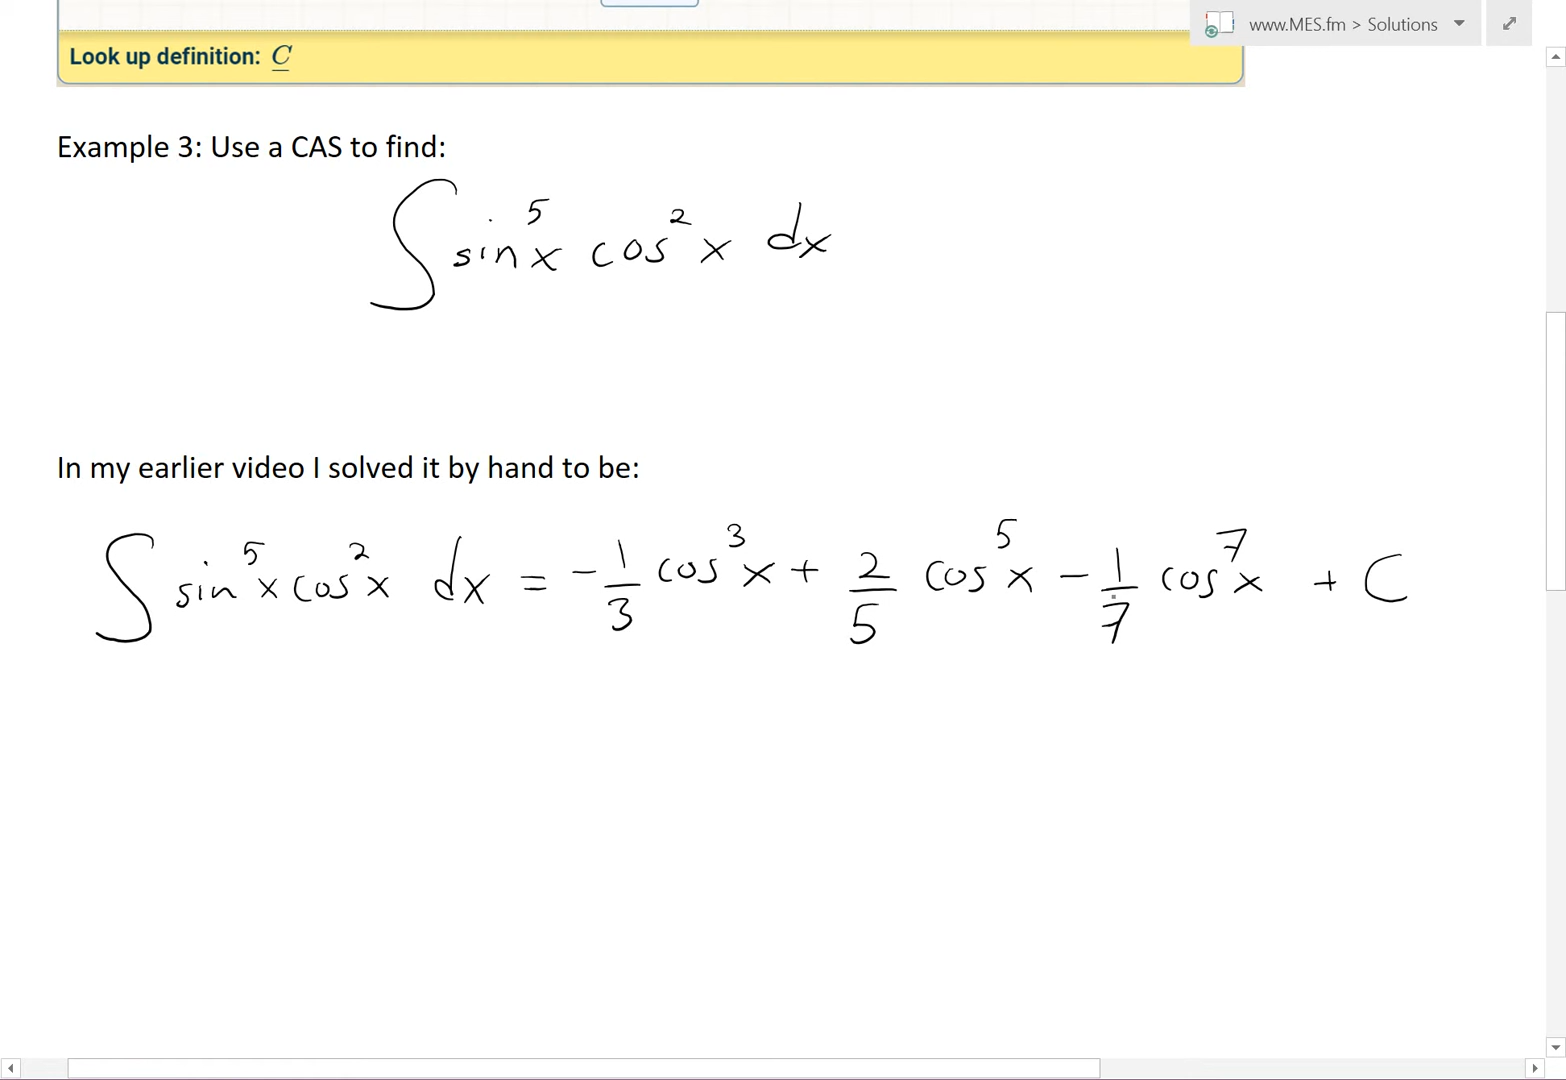 www.MES.fm > Solutions
Look up definition: C
Example 3: Use a CAS to find:
∫ sin⁵x cos²x dx
In my earlier video I solved it by hand to be:
∫ sin⁵x cos²x dx = -1/3 cos³x + 2/5 cos⁵x - 1/7 cos⁷x + C